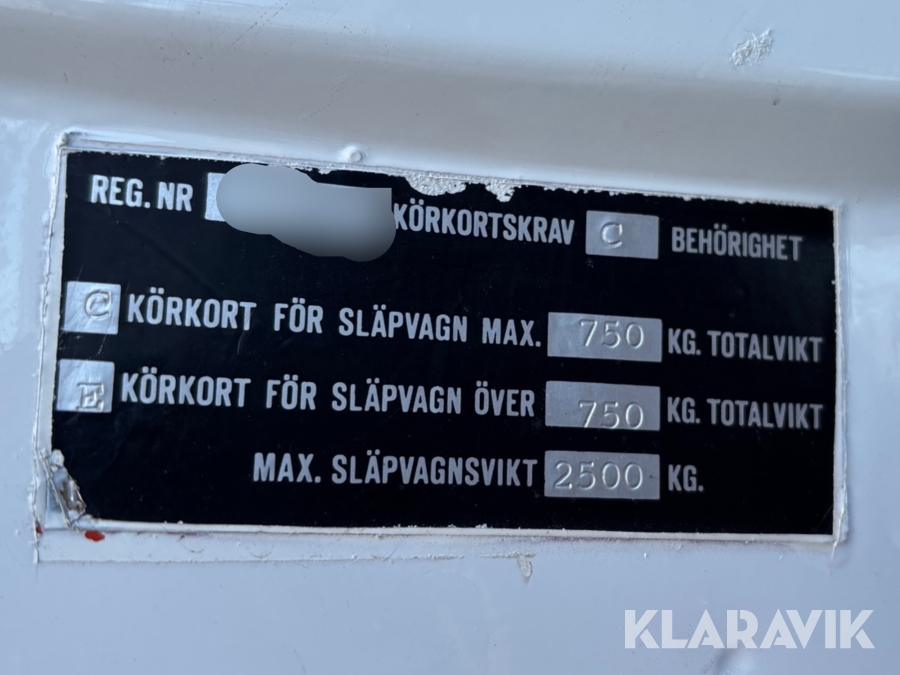 REG. NR KÖRKORTSKRAV C BEHÖRIGHET
C KÖRKORT FÖR SLÄPVAGN MAX. 750 KG. TOTALVIKT
E KÖRKORT FÖR SLÄPVAGN ÖVER 750 KG. TOTALVIKT
MAX. SLÄPVAGNSVIKT 2500 KG.
KLARAVIK